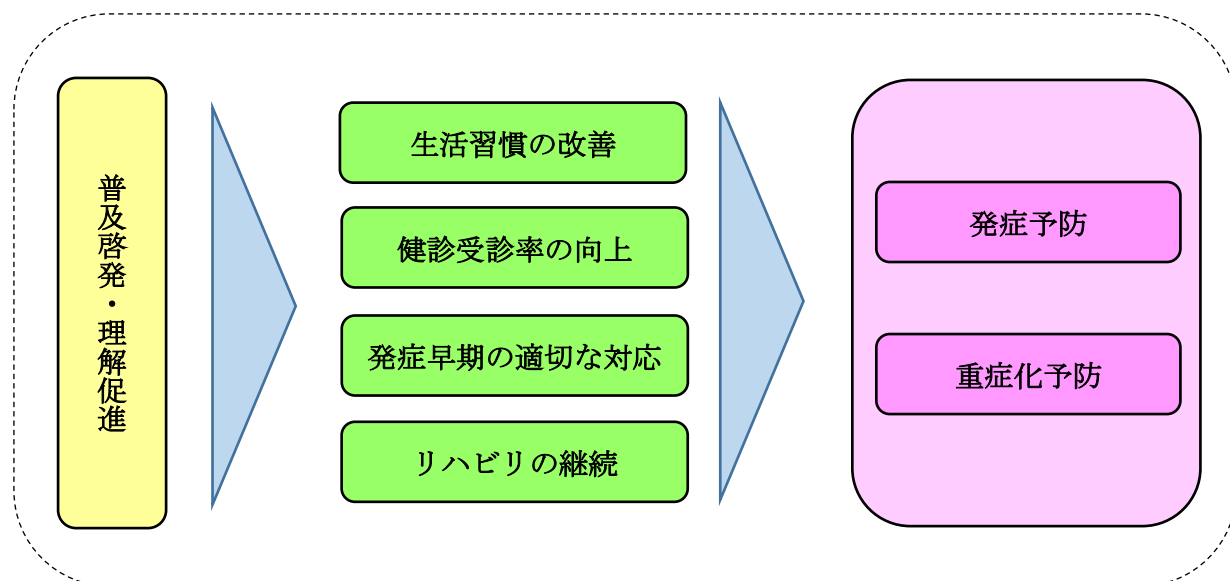 普及啓発・理解促進
生活習慣の改善
健診受診率の向上
発症早期の適切な対応
リハビリの継続
発症予防
重症化予防